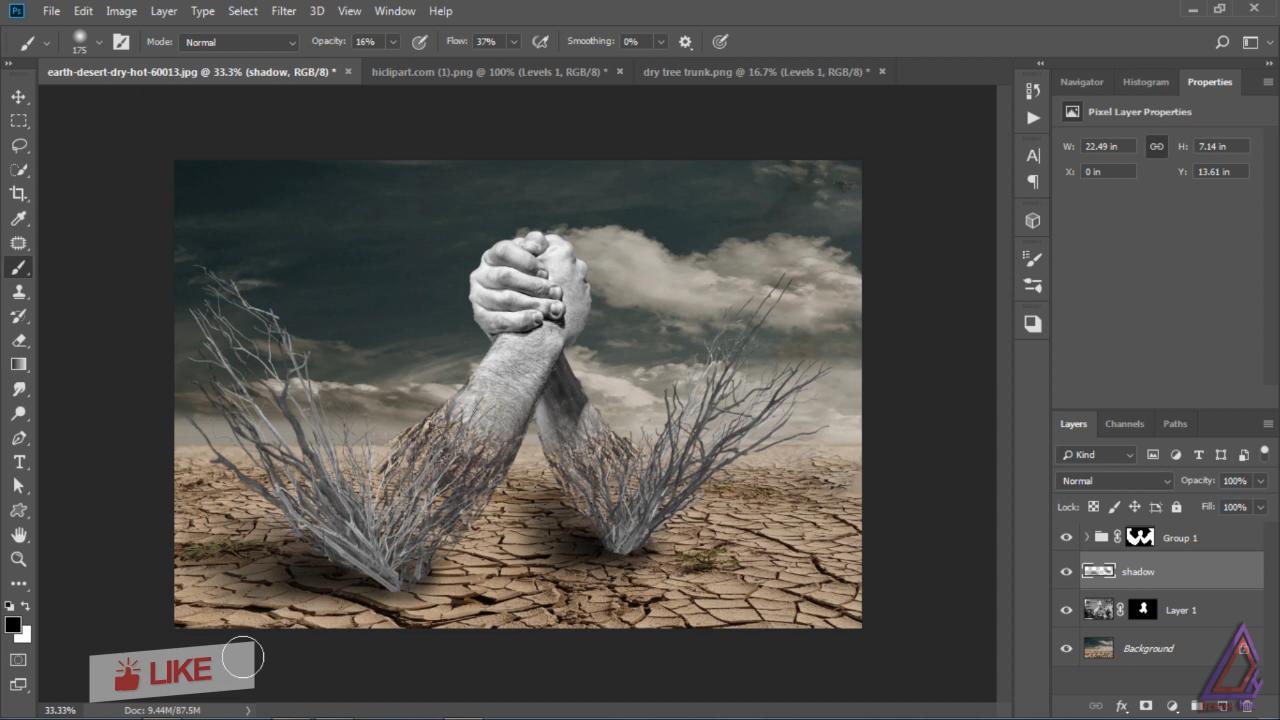 Ps File Edit Image Layer Type Select Filter 3D View Window Help
175 Mode: Normal Opacity: 16% Flow: 37% Smoothing: 0%
earth-desert-dry-hot-60013.jpg @ 33.3% (shadow, RGB/8) * × hiclipart.com (1).png @ 100% (Levels 1, RGB/8) * × dry tree trunk.png @ 16.7% (Levels 1, RGB/8) * ×
Navigator Histogram Properties
Pixel Layer Properties
W: 22.49 in H: 7.14 in
X: 0 in Y: 13.61 in
Layers Channels Paths
Kind
Normal Opacity: 100%
Lock: Fill: 100%
Group 1
shadow
Layer 1
Background
LIKE
33.33% Doc: 9.44M/87.5M